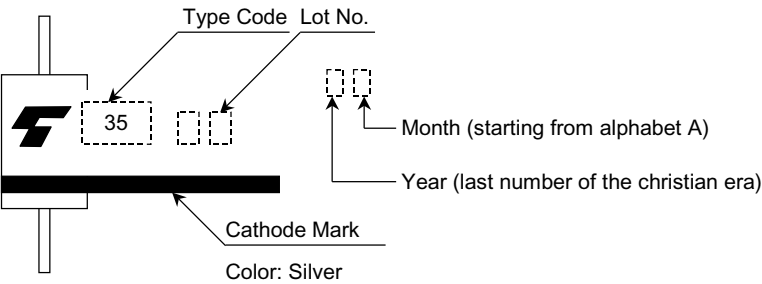 Type Code
Lot No.
35
Month (starting from alphabet A)
Year (last number of the christian era)
Cathode Mark
Color: Silver